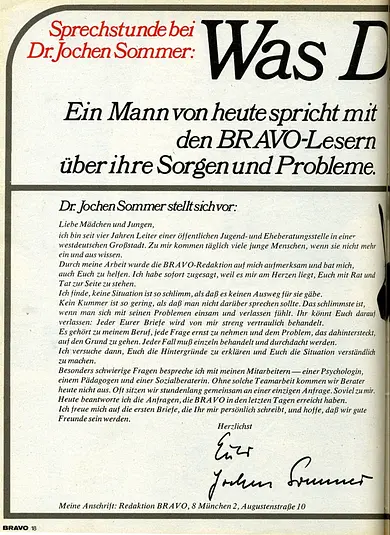 Sprechstunde bei
Dr. Jochen Sommer:
Was D
Ein Mann von heute spricht mit
den BRAVO-Lesern
über ihre Sorgen und Probleme.
Dr. Jochen Sommer stellt sich vor:
Liebe Mädchen und Jungen,
ich bin seit vier Jahren Leiter einer öffentlichen Jugend- und Eheberatungsstelle in einer
westdeutschen Großstadt. Zu mir kommen täglich viele junge Menschen, wenn sie nicht mehr
ein und aus wissen.
Durch meine Arbeit wurde die BRAVO-Redaktion auf mich aufmerksam und bat mich,
auch Euch zu helfen. Ich habe sofort zugesagt, weil es mir am Herzen liegt, Euch mit Rat und
Tat zur Seite zu stehen.
Ich finde, keine Situation ist so schlimm, als daß es keinen Ausweg für sie gäbe.
Kein Kummer ist so gering, als daß man nicht darüber sprechen sollte. Das schlimmste ist,
wenn man sich mit seinen Problemen einsam und verlassen fühlt. Ihr könnt Euch darauf
verlassen: Jeder Eurer Briefe wird von mir streng vertraulich behandelt.
Es gehört zu meinem Beruf, jede Frage ernst zu nehmen und dem Problem, das dahintersteckt,
auf den Grund zu gehen. Jeder Fall muß einzeln behandelt und durchdacht werden.
Ich versuche dann, Euch die Hintergründe zu erklären und Euch die Situation verständlich
zu machen.
Besonders schwierige Fragen bespreche ich mit meinen Mitarbeitern — einer Psychologin,
einem Pädagogen und einer Sozialberaterin. Ohne solche Teamarbeit kommen wir Berater
heute nicht aus. Oft sitzen wir stundenlang gemeinsam an einer einzigen Anfrage. Soviel zu mir.
Heute beantworte ich die Anfragen, die BRAVO in den letzten Tagen erreicht haben.
Ich freue mich auf die ersten Briefe, die Ihr mir persönlich schreibt, und hoffe, daß wir gute
Freunde sein werden.
Herzlichst
Euer
Jochen Sommer
Meine Anschrift: Redaktion BRAVO, 8 München 2, Augustenstraße 10
BRAVO 18